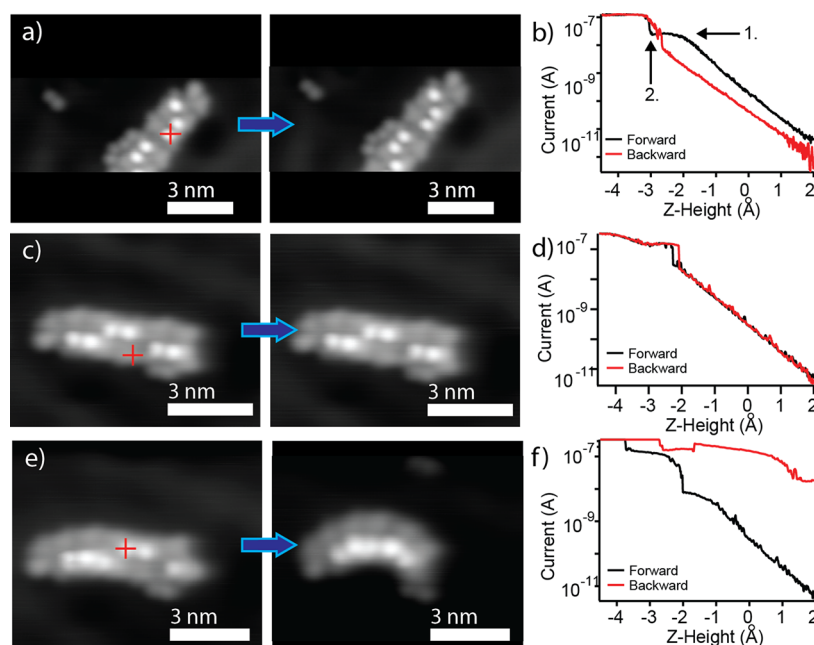 a)
3 nm
3 nm
b)
Current (A)
10⁻⁷
10⁻⁹
10⁻¹¹
1.
2.
Forward
Backward
-4 -3 -2 -1 0 1 2
Z-Height (Å)
c)
3 nm
3 nm
d)
Current (A)
10⁻⁷
10⁻⁹
10⁻¹¹
Forward
Backward
-4 -3 -2 -1 0 1 2
Z-Height (Å)
e)
3 nm
3 nm
f)
Current (A)
10⁻⁷
10⁻⁹
10⁻¹¹
Forward
Backward
-4 -3 -2 -1 0 1 2
Z-Height (Å)